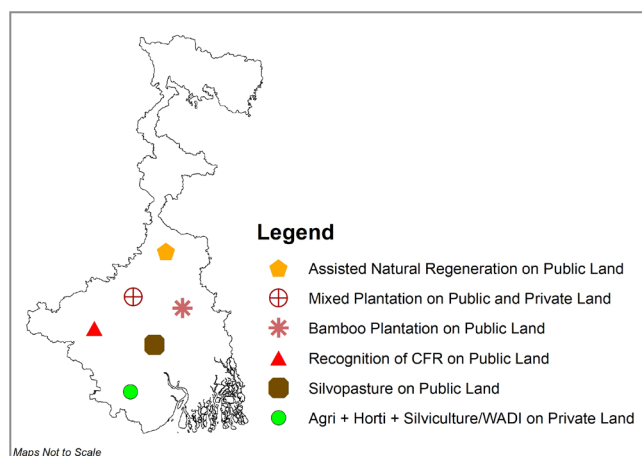 Legend
Assisted Natural Regeneration on Public Land
Mixed Plantation on Public and Private Land
Bamboo Plantation on Public Land
Recognition of CFR on Public Land
Silvopasture on Public Land
Agri + Horti + Silviculture/WADI on Private Land
Maps Not to Scale